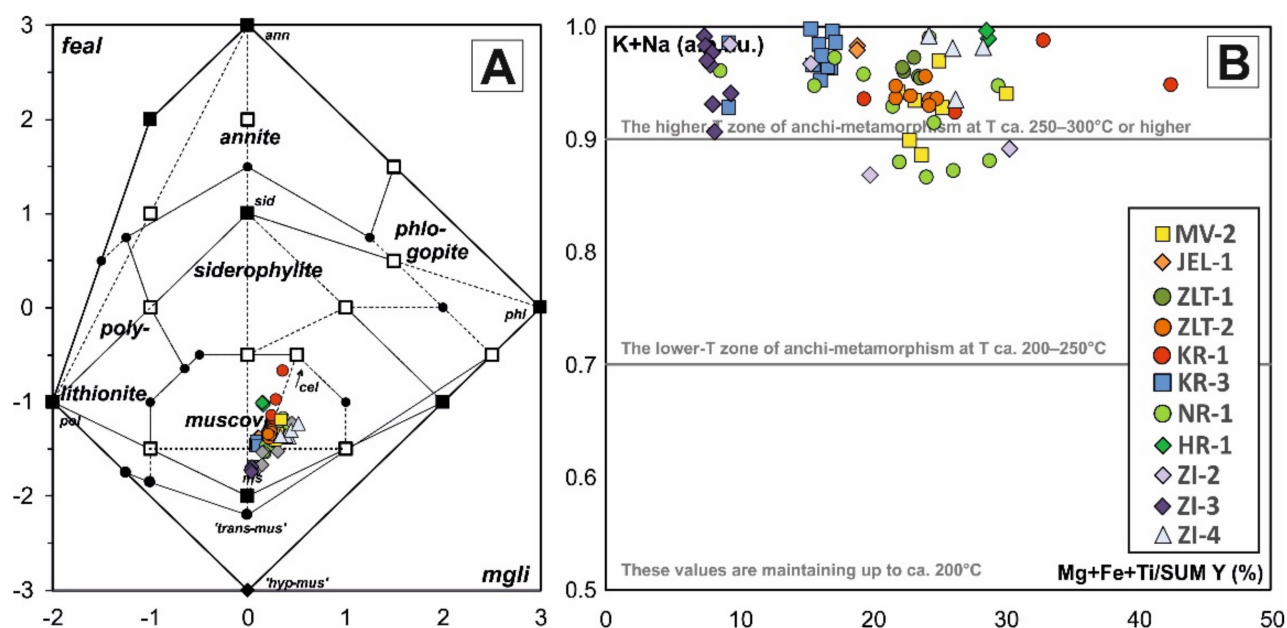 3
feal
ann
A
2
annite
1
sid
phlo-
gopite
siderophylite
0
phl
poly-
cel
-1
lithionite
pol
muscov
ms
-2
'trans-mus'
-3
'hyp-mus'
mgli
-2 -1 0 1 2 3
1.0
K+Na (a.p.u.)
B
The higher-T zone of anchi-metamorphism at T ca. 250–300°C or higher
0.9
0.8
MV-2
JEL-1
ZLT-1
ZLT-2
KR-1
KR-3
NR-1
HR-1
ZI-2
ZI-3
ZI-4
The lower-T zone of anchi-metamorphism at T ca. 200–250°C
0.7
0.6
These values are maintaining up to ca. 200°C
Mg+Fe+Ti/SUM Y (%)
0.5
0 10 20 30 40 50